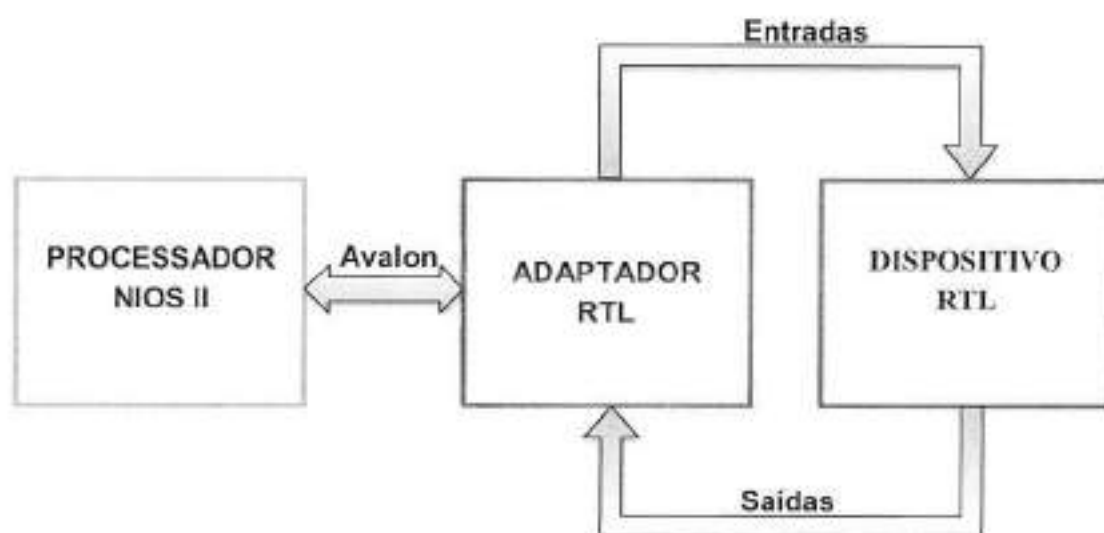 Entradas
PROCESSADOR
NIOS II
Avalon
ADAPTADOR
RTL
DISPOSITIVO
RTL
Saídas